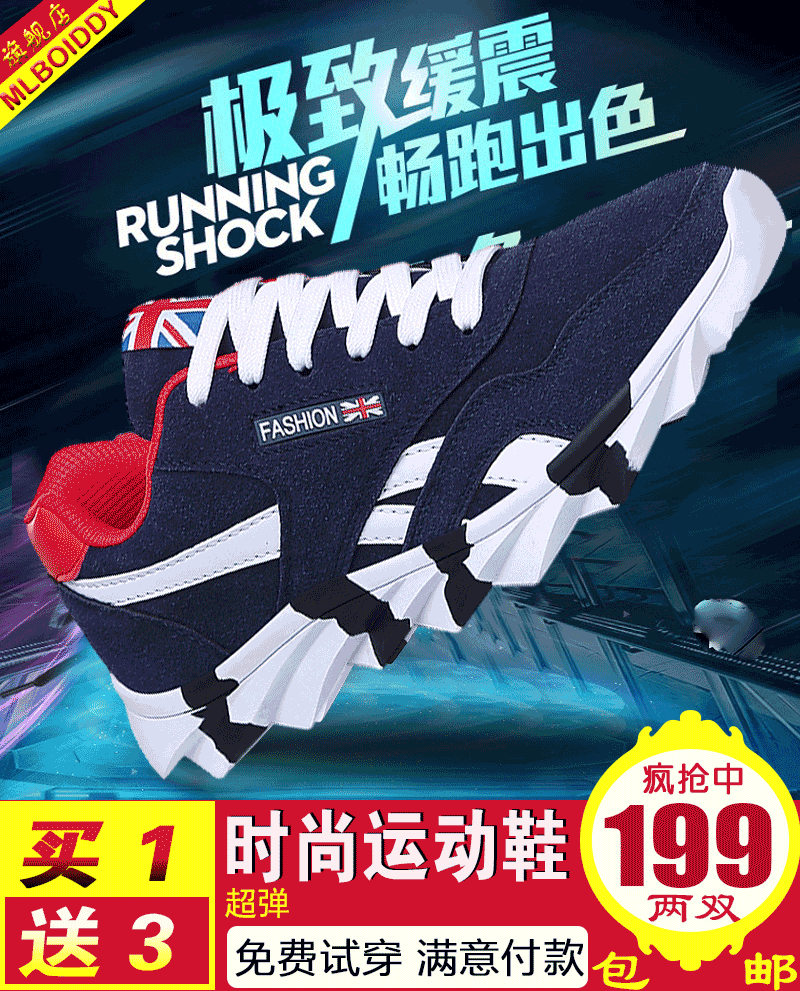 旗舰店
MLBOIDDY
极致缓震
畅跑出色
RUNNING
SHOCK
FASHION
买1
送3
时尚运动鞋
超弹
免费试穿 满意付款
疯抢中
199
两双
包邮